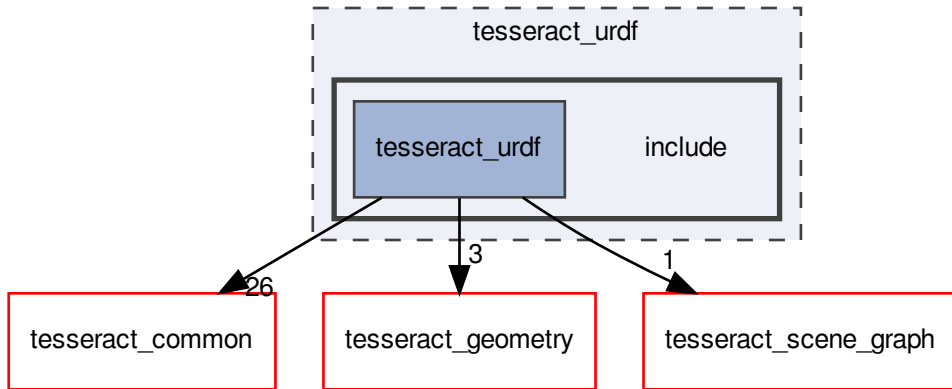 tesseract_urdf
tesseract_urdf
include
26
3
1
tesseract_common
tesseract_geometry
tesseract_scene_graph